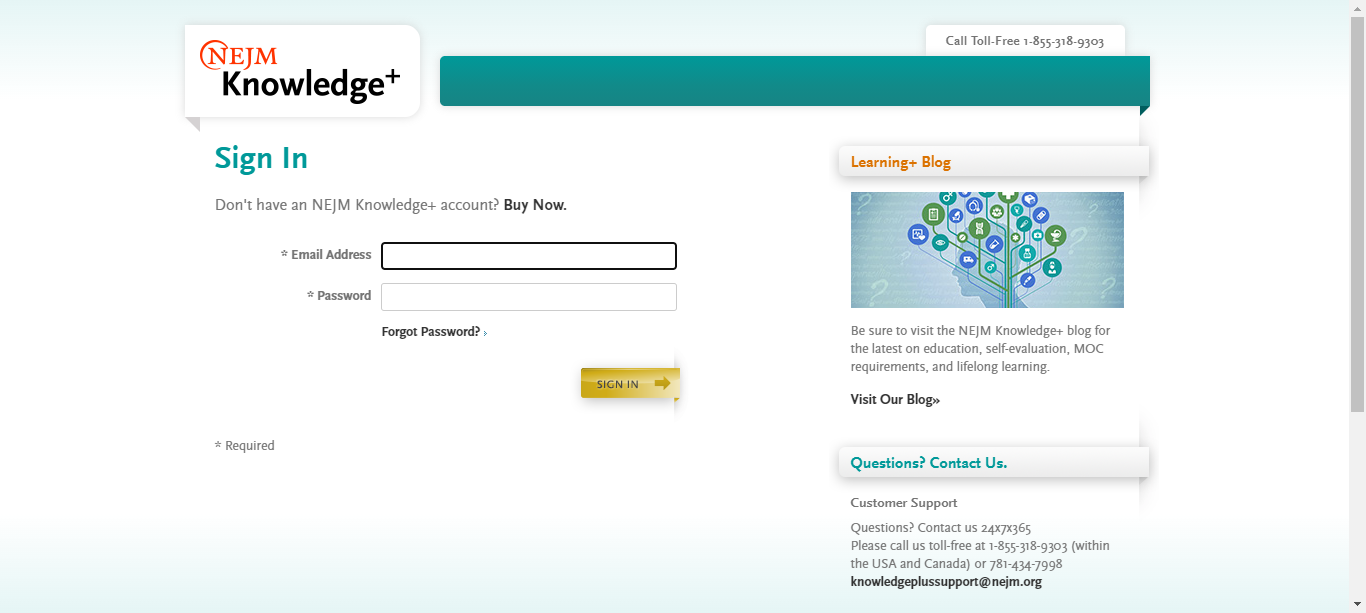 NEJM
Knowledge+
Call Toll-Free 1-855-318-9303
Sign In
Don't have an NEJM Knowledge+ account? Buy Now.
* Email Address
* Password
Forgot Password? ›
SIGN IN
* Required
Learning+ Blog
Be sure to visit the NEJM Knowledge+ blog for
the latest on education, self-evaluation, MOC
requirements, and lifelong learning.
Visit Our Blog»
Questions? Contact Us.
Customer Support
Questions? Contact us 24x7x365
Please call us toll-free at 1-855-318-9303 (within
the USA and Canada) or 781-434-7998
knowledgeplussupport@nejm.org